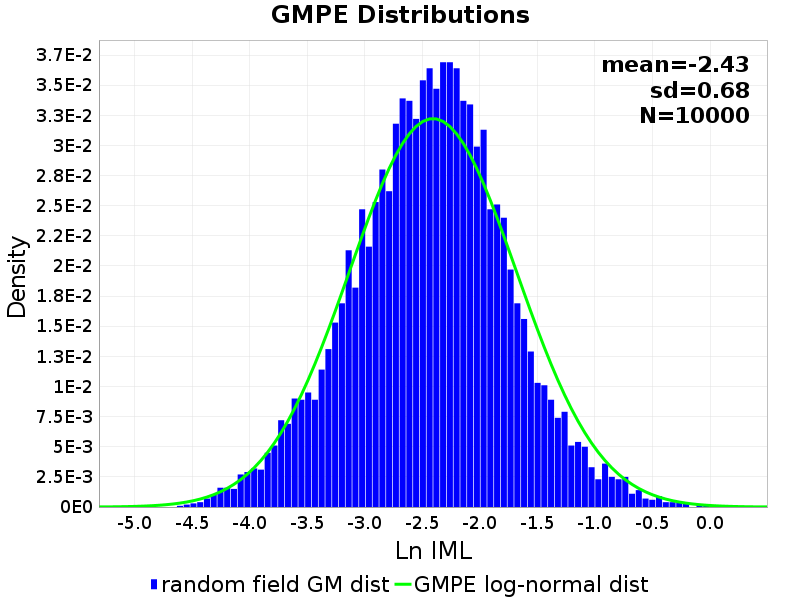 GMPE Distributions
mean=-2.43
sd=0.68
N=10000
Density
3.7E-2
3.5E-2
3.3E-2
3E-2
2.8E-2
2.5E-2
2.2E-2
2E-2
1.8E-2
1.5E-2
1.3E-2
1E-2
7.5E-3
5E-3
2.5E-3
0E0
-5.0 -4.5 -4.0 -3.5 -3.0 -2.5 -2.0 -1.5 -1.0 -0.5 0.0
Ln IML
random field GM dist GMPE log-normal dist